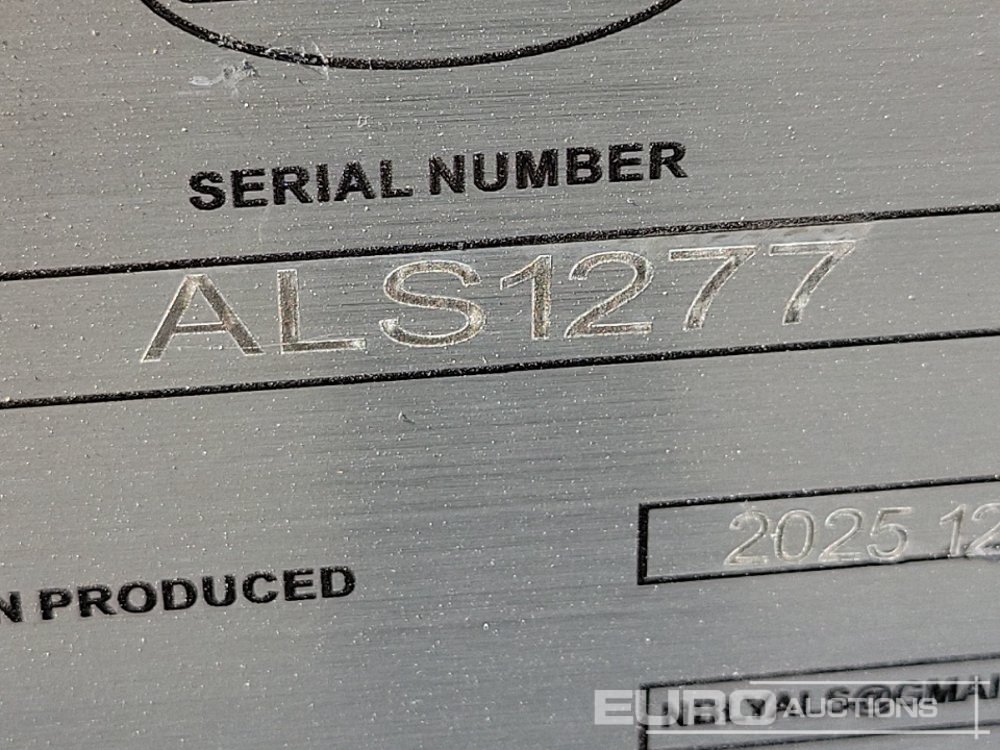 SERIAL NUMBER
ALS1277
2025 12
N PRODUCED
EURO AUCTIONS